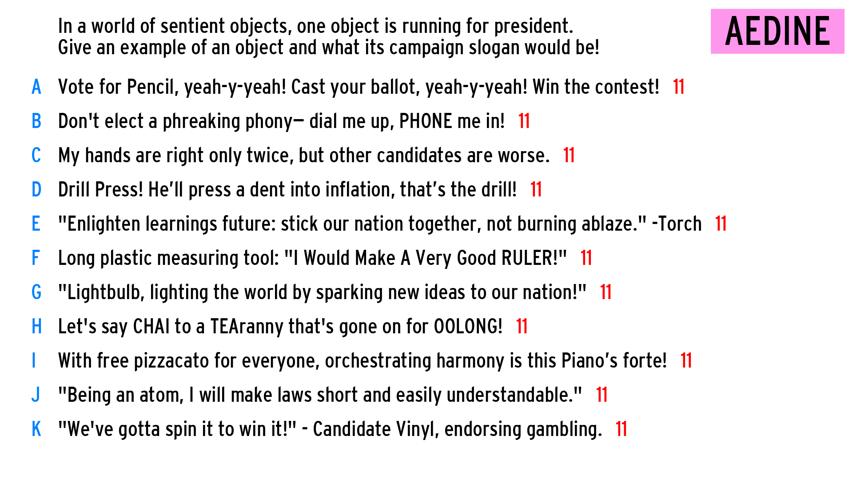 In a world of sentient objects, one object is running for president.
Give an example of an object and what its campaign slogan would be!
AEDINE
A Vote for Pencil, yeah-y-yeah! Cast your ballot, yeah-y-yeah! Win the contest! 11
B Don't elect a phreaking phony— dial me up, PHONE me in! 11
C My hands are right only twice, but other candidates are worse. 11
D Drill Press! He’ll press a dent into inflation, that’s the drill! 11
E "Enlighten learnings future: stick our nation together, not burning ablaze." -Torch 11
F Long plastic measuring tool: "I Would Make A Very Good RULER!" 11
G "Lightbulb, lighting the world by sparking new ideas to our nation!" 11
H Let's say CHAI to a TEAranny that's gone on for OOLONG! 11
I With free pizzacato for everyone, orchestrating harmony is this Piano’s forte! 11
J "Being an atom, I will make laws short and easily understandable." 11
K "We've gotta spin it to win it!" - Candidate Vinyl, endorsing gambling. 11